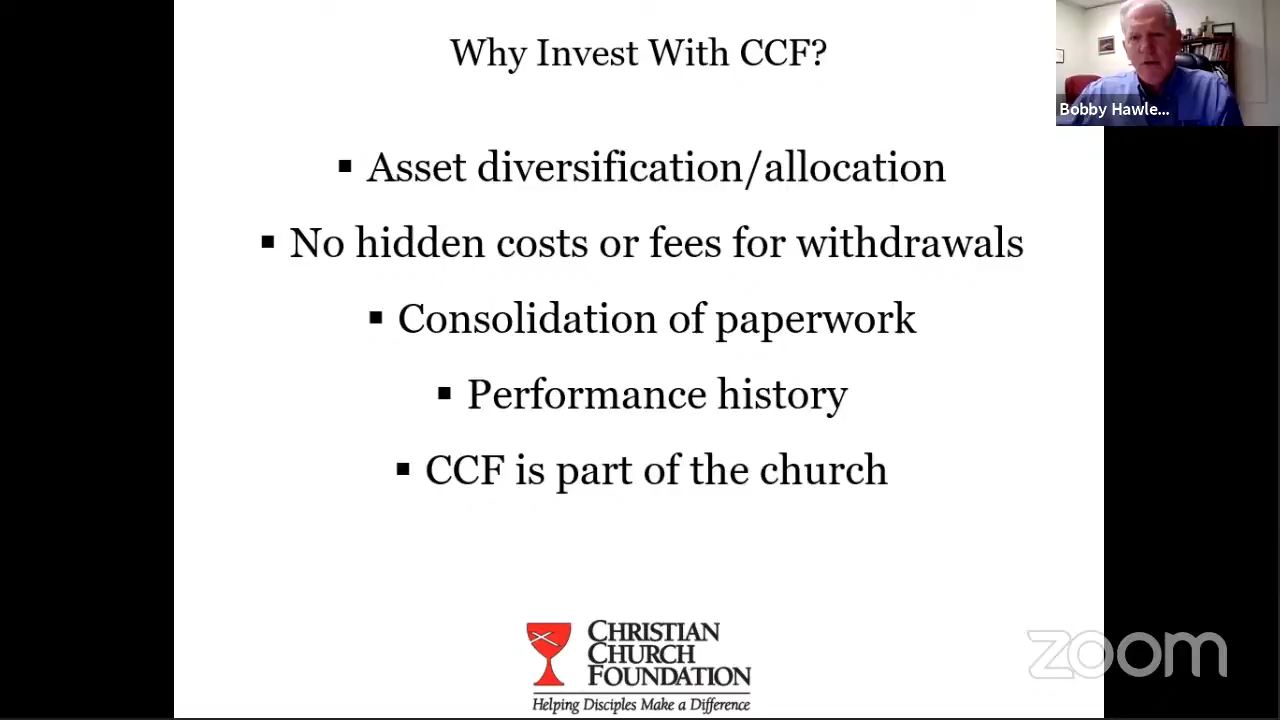 Why Invest With CCF?
Bobby Hawle...
▪ Asset diversification/allocation
▪ No hidden costs or fees for withdrawals
▪ Consolidation of paperwork
▪ Performance history
▪ CCF is part of the church
CHRISTIAN
CHURCH
FOUNDATION
Helping Disciples Make a Difference
zoom